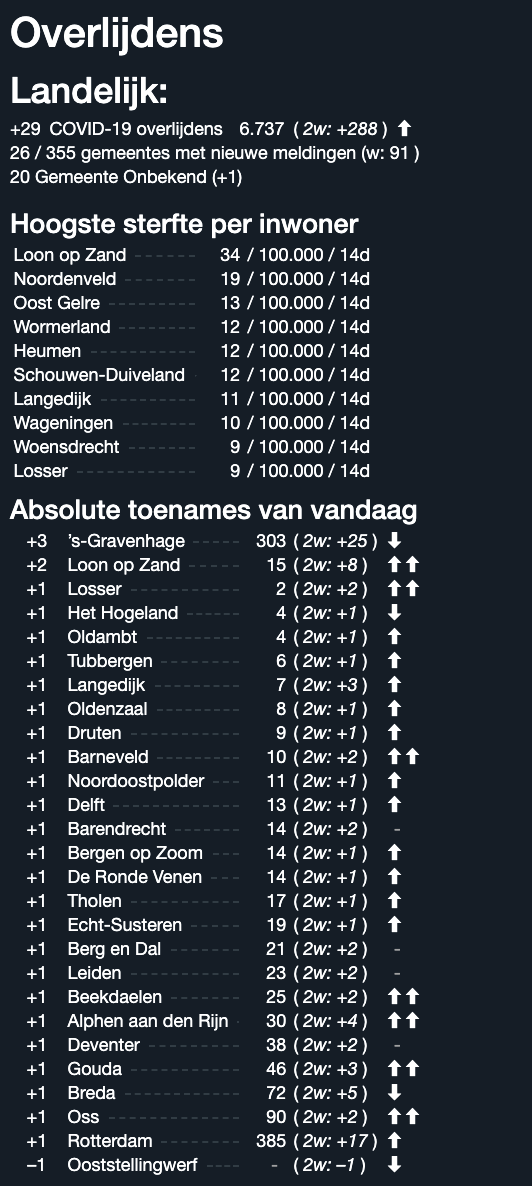 Overlijdens
Landelijk:
+29 COVID-19 overlijdens 6.737 ( 2w: +288 ) ⬆
26 / 355 gemeentes met nieuwe meldingen (w: 91 )
20 Gemeente Onbekend (+1)
Hoogste sterfte per inwoner
Loon op Zand ------ 34 / 100.000 / 14d
Noordenveld ------- 19 / 100.000 / 14d
Oost Gelre -------- 13 / 100.000 / 14d
Wormerland ------- 12 / 100.000 / 14d
Heumen ---------- 12 / 100.000 / 14d
Schouwen-Duiveland - 12 / 100.000 / 14d
Langedijk --------- 11 / 100.000 / 14d
Wageningen ------- 10 / 100.000 / 14d
Woensdrecht ------- 9 / 100.000 / 14d
Losser ----------- 9 / 100.000 / 14d
Absolute toenames van vandaag
+3 's-Gravenhage ----- 303 ( 2w: +25 ) ⬇
+2 Loon op Zand ----- 15 ( 2w: +8 ) ⬆⬆
+1 Losser ---------- 2 ( 2w: +2 ) ⬆⬆
+1 Het Hogeland ----- 4 ( 2w: +1 ) ⬇
+1 Oldambt --------- 4 ( 2w: +1 ) ⬆
+1 Tubbergen -------- 6 ( 2w: +1 ) ⬆
+1 Langedijk -------- 7 ( 2w: +3 ) ⬆
+1 Oldenzaal -------- 8 ( 2w: +1 ) ⬆
+1 Druten ---------- 9 ( 2w: +1 ) ⬆
+1 Barneveld -------- 10 ( 2w: +2 ) ⬆⬆
+1 Noordoostpolder --- 11 ( 2w: +1 ) ⬆
+1 Delft ------------ 13 ( 2w: +1 ) ⬆
+1 Barendrecht ------ 14 ( 2w: +2 ) -
+1 Bergen op Zoom --- 14 ( 2w: +1 ) ⬆
+1 De Ronde Venen --- 14 ( 2w: +1 ) ⬆
+1 Tholen ---------- 17 ( 2w: +1 ) ⬆
+1 Echt-Susteren ----- 19 ( 2w: +1 ) ⬆
+1 Berg en Dal ------- 21 ( 2w: +2 ) -
+1 Leiden ---------- 23 ( 2w: +2 ) -
+1 Beekdaelen ------- 25 ( 2w: +2 ) ⬆⬆
+1 Alphen aan den Rijn - 30 ( 2w: +4 ) ⬆⬆
+1 Deventer --------- 38 ( 2w: +2 ) -
+1 Gouda ---------- 46 ( 2w: +3 ) ⬆⬆
+1 Breda ----------- 72 ( 2w: +5 ) ⬇
+1 Oss ------------ 90 ( 2w: +2 ) ⬆⬆
+1 Rotterdam -------- 385 ( 2w: +17 ) ⬆
–1 Ooststellingwerf ---- - ( 2w: –1 ) ⬇